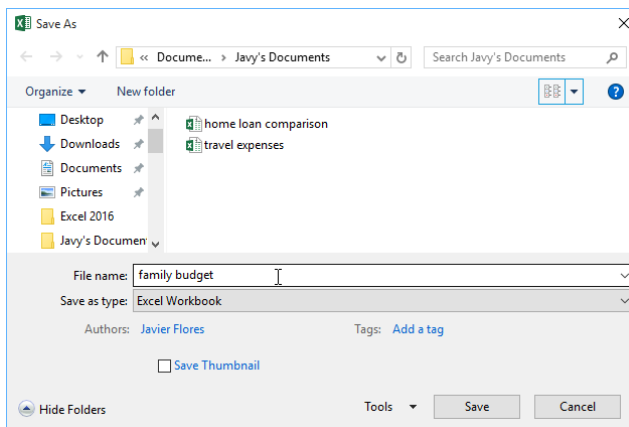 Save As
« Docume... › Javy's Documents
Search Javy's Documents
Organize
New folder
Desktop
Downloads
Documents
Pictures
Excel 2016
Javy's Documen
home loan comparison
travel expenses
File name: family budget
Save as type: Excel Workbook
Authors: Javier Flores
Tags: Add a tag
Save Thumbnail
Hide Folders
Tools
Save
Cancel